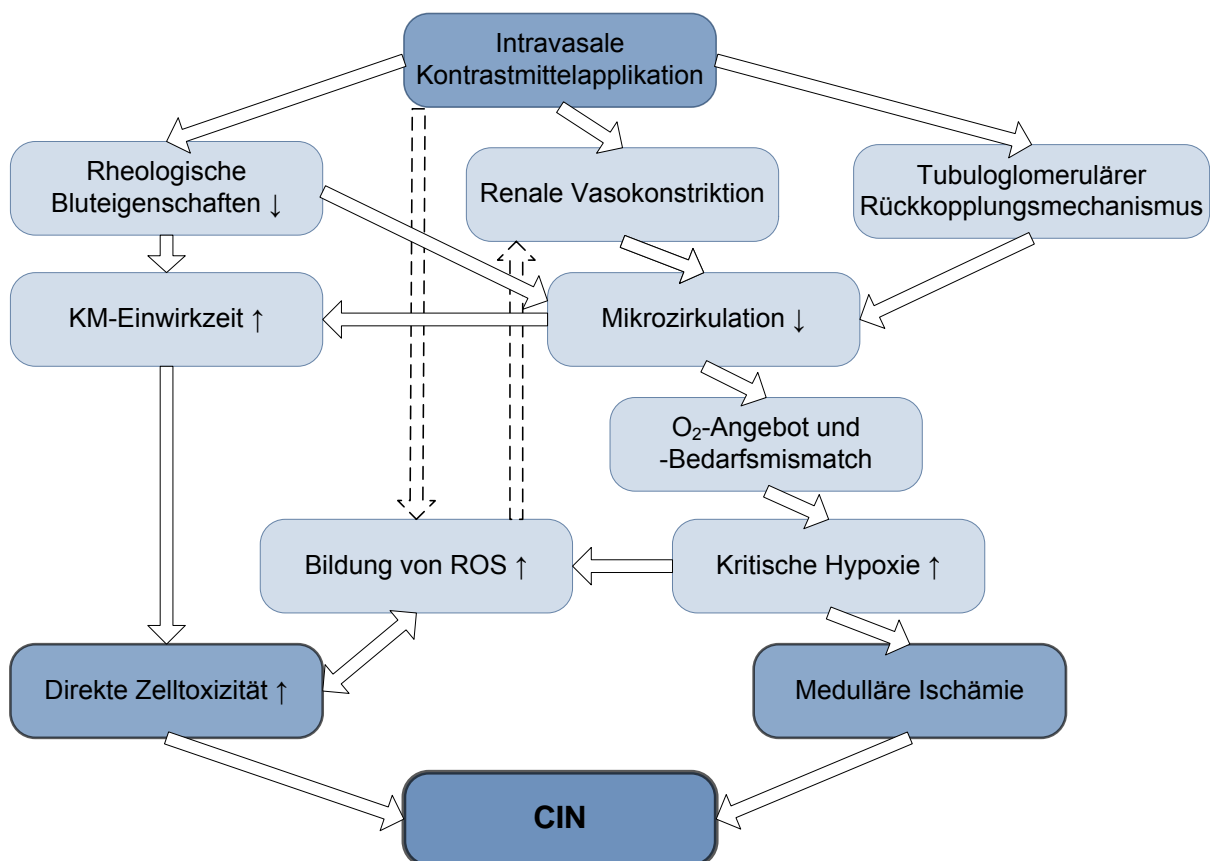 Intravasale
Kontrastmittelapplikation
Rheologische
Bluteigenschaften ↓
Renale Vasokonstriktion
Tubuloglomerulärer
Rückkopplungsmechanismus
KM-Einwirkzeit ↑
Mikrozirkulation ↓
O₂-Angebot und
-Bedarfsmismatch
Bildung von ROS ↑
Kritische Hypoxie ↑
Direkte Zelltoxizität ↑
Medulläre Ischämie
CIN